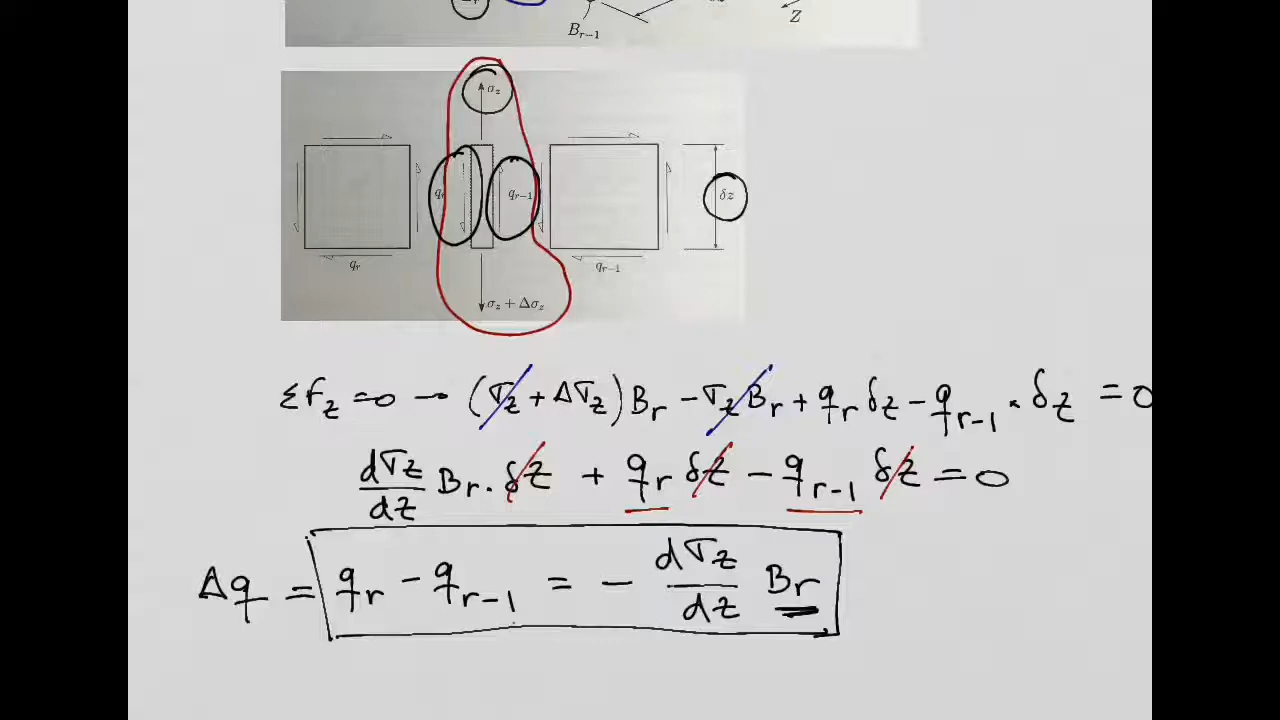 Z
B_{r-1}
σ_z
q_r
q_{r-1}
δz
q_r
q_{r-1}
σ_z + Δσ_z
ΣF_z = 0 → (σ_z + Δσ_z) B_r - σ_z B_r + q_r δz - q_{r-1} · δz = 0
dσ_z/dz B_r · δz + q_r δz - q_{r-1} δz = 0
Δq = q_r - q_{r-1} = - dσ_z/dz B_r